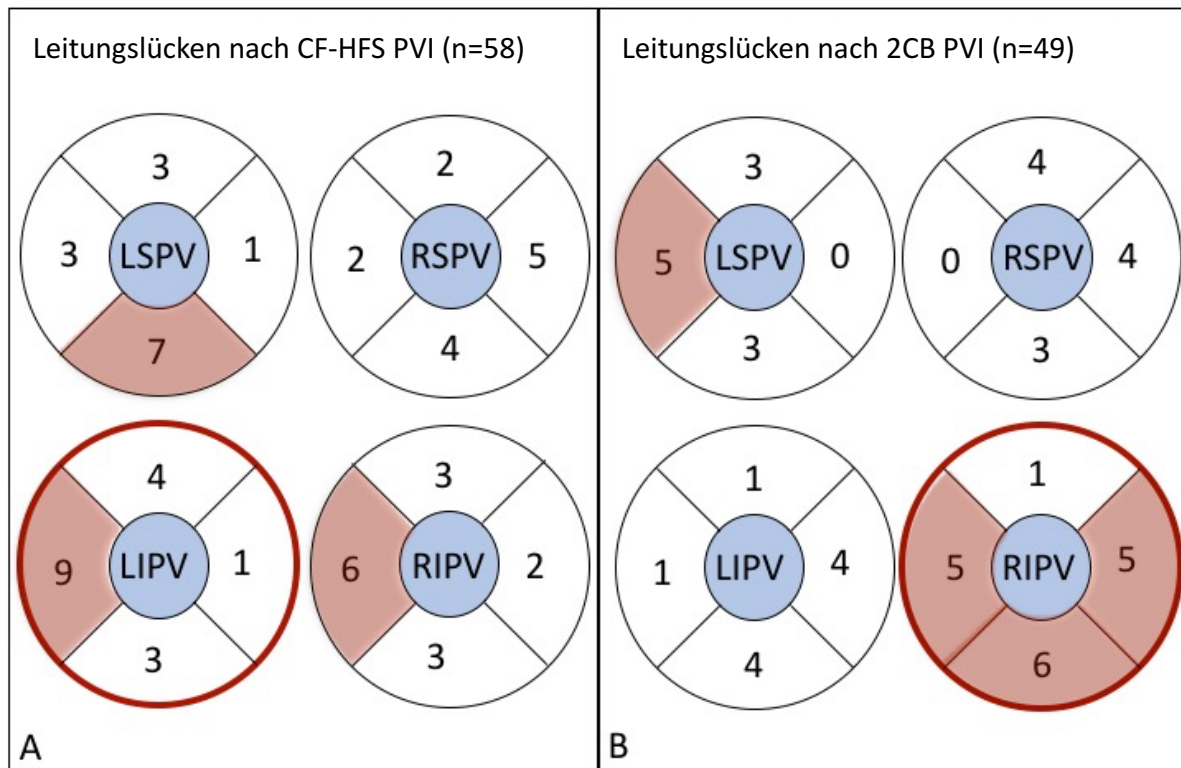 Leitungslücken nach CF-HFS PVI (n=58)
3
3 LSPV 1
7
2
2 RSPV 5
4
4
9 LIPV 1
3
3
6 RIPV 2
3
A
Leitungslücken nach 2CB PVI (n=49)
3
5 LSPV 0
3
4
0 RSPV 4
3
1
1 LIPV 4
4
1
5 RIPV 5
6
B